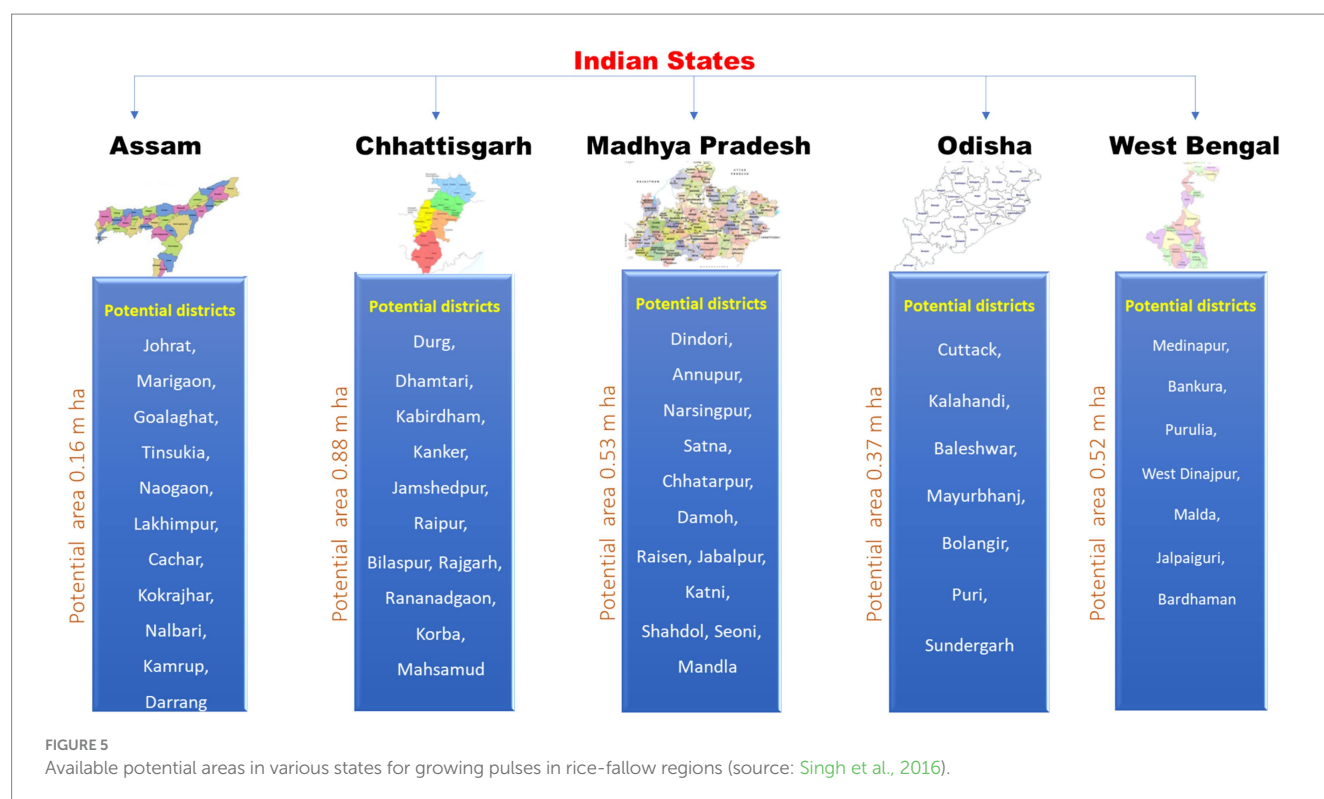 Indian States
Assam
Potential area 0.16 m ha
Potential districts
Johrat,
Marigaon,
Goalaghat,
Tinsukia,
Naogaon,
Lakhimpur,
Cachar,
Kokrajhar,
Nalbari,
Kamrup,
Darrang
Chhattisgarh
Potential area 0.88 m ha
Potential districts
Durg,
Dhamtari,
Kabirdham,
Kanker,
Jamshedpur,
Raipur,
Bilaspur, Rajgarh,
Rananadgaon,
Korba,
Mahsamud
Madhya Pradesh
Potential area 0.53 m ha
Potential districts
Dindori,
Annupur,
Narsingpur,
Satna,
Chhatarpur,
Damoh,
Raisen, Jabalpur,
Katni,
Shahdol, Seoni,
Mandla
Odisha
Potential area 0.37 m ha
Potential districts
Cuttack,
Kalahandi,
Baleshwar,
Mayurbhanj,
Bolangir,
Puri,
Sundergarh
West Bengal
Potential area 0.52 m ha
Potential districts
Medinapur,
Bankura,
Purulia,
West Dinajpur,
Malda,
Jalpaiguri,
Bardhaman
FIGURE 5
Available potential areas in various states for growing pulses in rice-fallow regions (source: Singh et al., 2016).